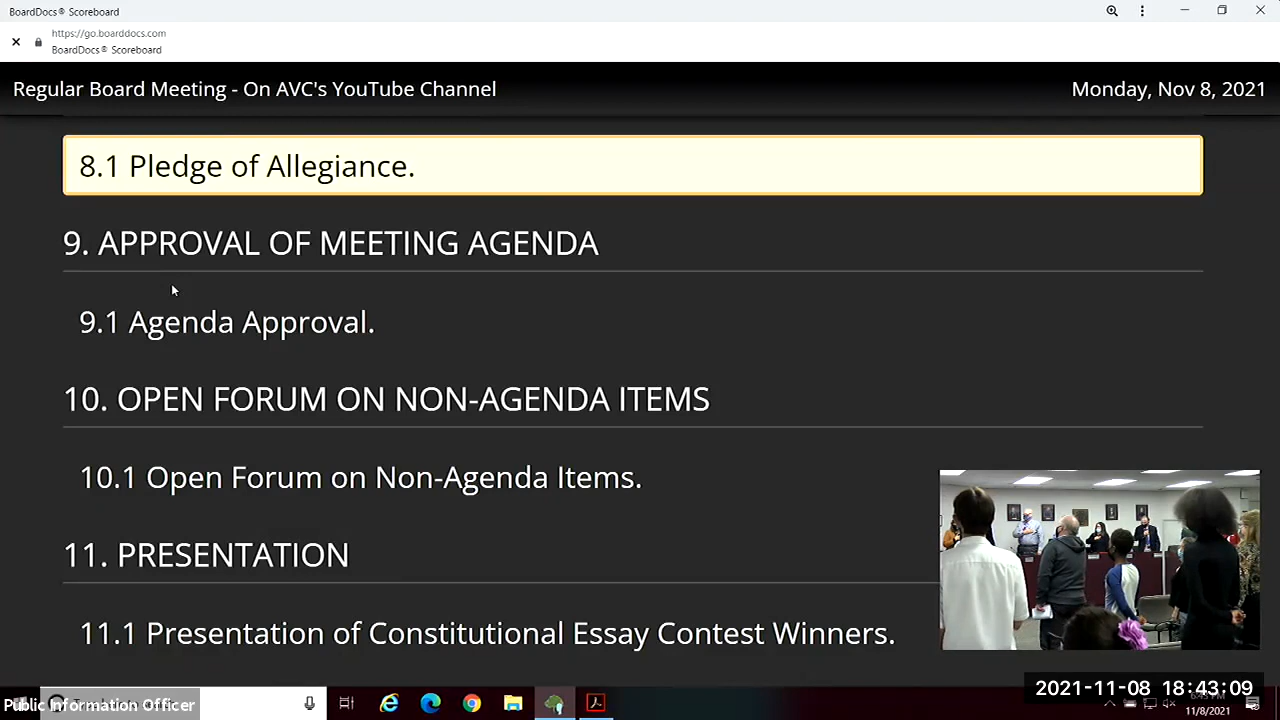 BoardDocs® Scoreboard
https://go.boarddocs.com
BoardDocs® Scoreboard
Regular Board Meeting - On AVC's YouTube Channel
Monday, Nov 8, 2021
8.1 Pledge of Allegiance.
9. APPROVAL OF MEETING AGENDA
9.1 Agenda Approval.
10. OPEN FORUM ON NON-AGENDA ITEMS
10.1 Open Forum on Non-Agenda Items.
11. PRESENTATION
11.1 Presentation of Constitutional Essay Contest Winners.
Public Information Officer
2021-11-08 18:43:09
11/8/2021